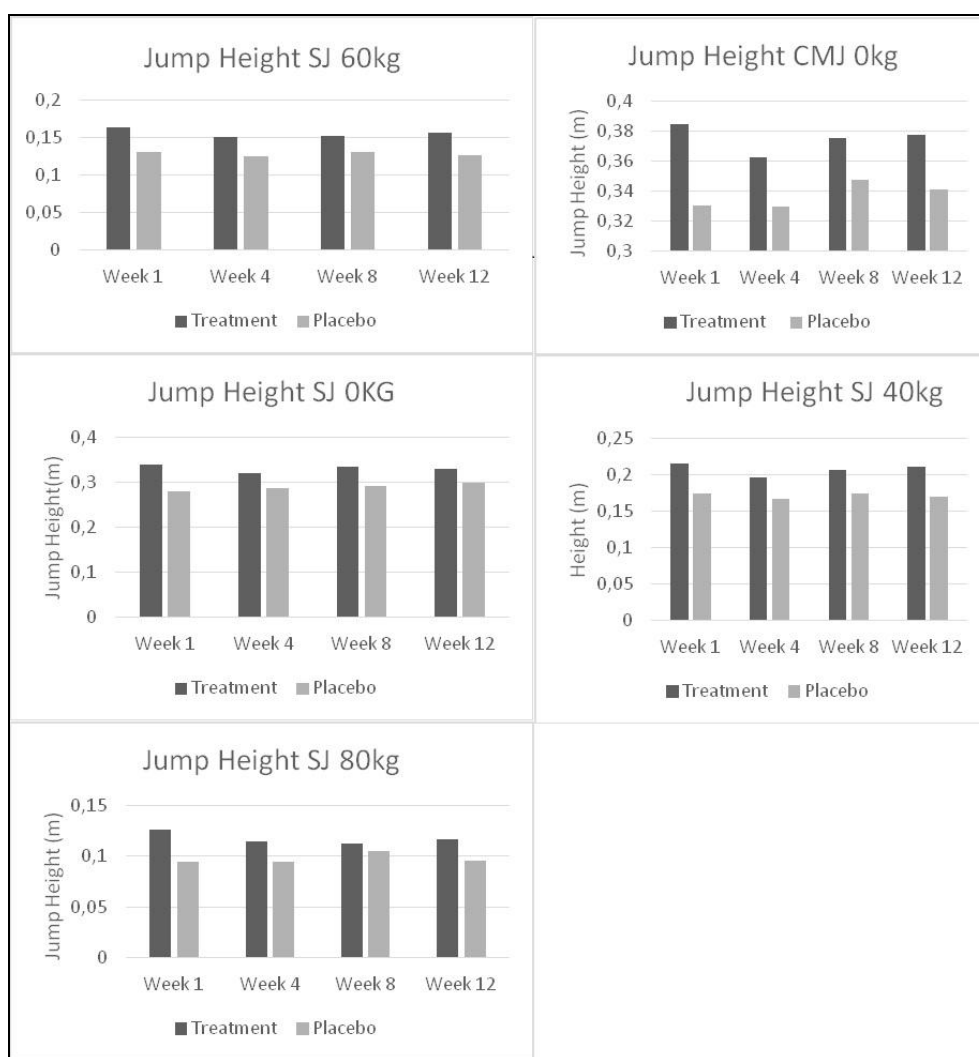 Jump Height SJ 60kg
0,2
0,15
0,1
0,05
0
Week 1 Week 4 Week 8 Week 12
Treatment Placebo
Jump Height CMJ 0kg
Jump Height (m)
0,4
0,38
0,36
0,34
0,32
0,3
Week 1 Week 4 Week 8 Week 12
Treatment Placebo
Jump Height SJ 0KG
Jump Height(m)
0,4
0,3
0,2
0,1
0
Week 1 Week 4 Week 8 Week 12
Treatment Placebo
Jump Height SJ 40kg
Height (m)
0,25
0,2
0,15
0,1
0,05
0
Week 1 Week 4 Week 8 Week 12
Treatment Placebo
Jump Height SJ 80kg
Jump Height (m)
0,15
0,1
0,05
0
Week 1 Week 4 Week 8 Week 12
Treatment Placebo